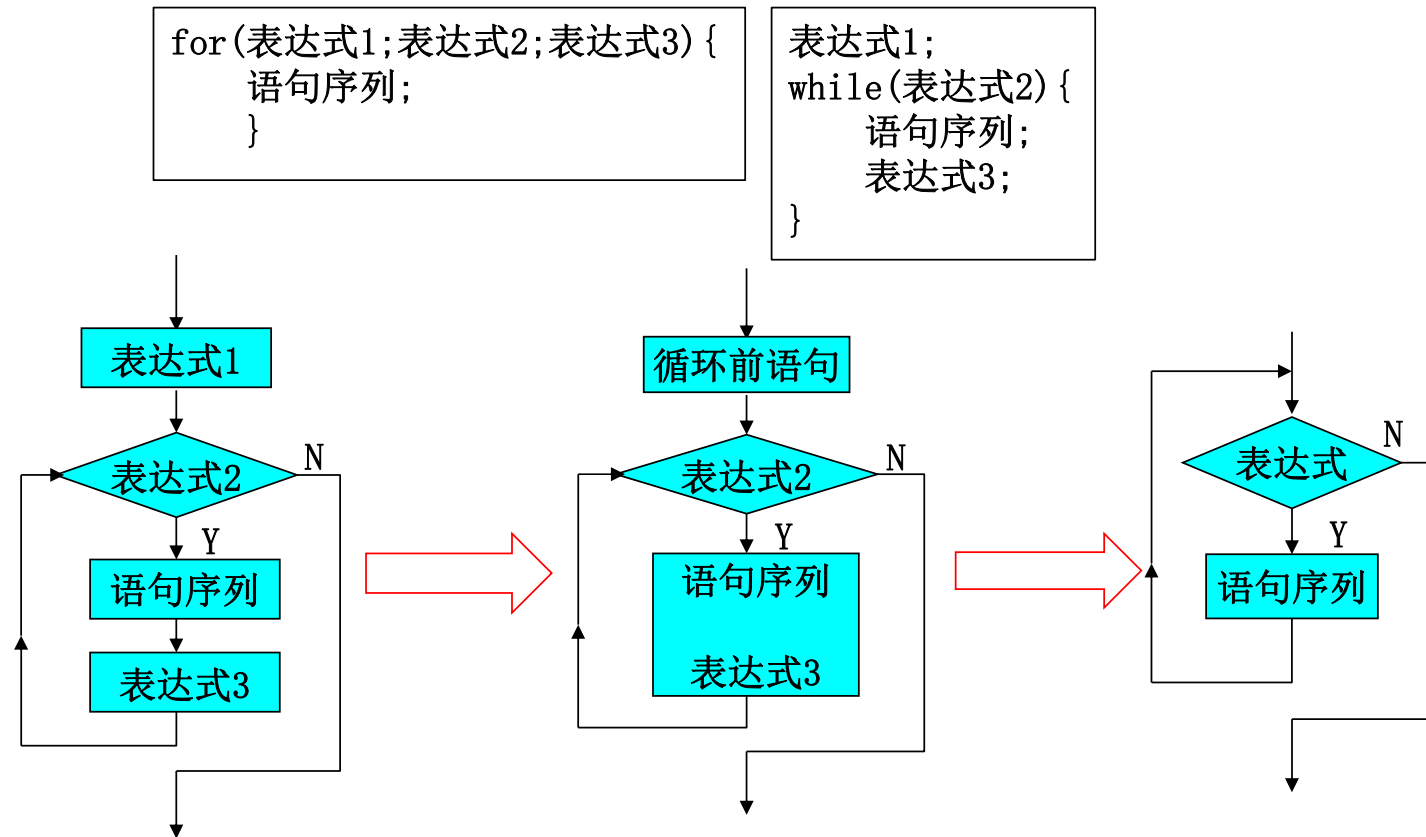 for(表达式1;表达式2;表达式3){
语句序列;
}
表达式1;
while(表达式2){
语句序列;
表达式3;
}
表达式1
表达式2
N
Y
语句序列
表达式3
循环前语句
表达式2
N
Y
语句序列
表达式3
表达式
N
Y
语句序列